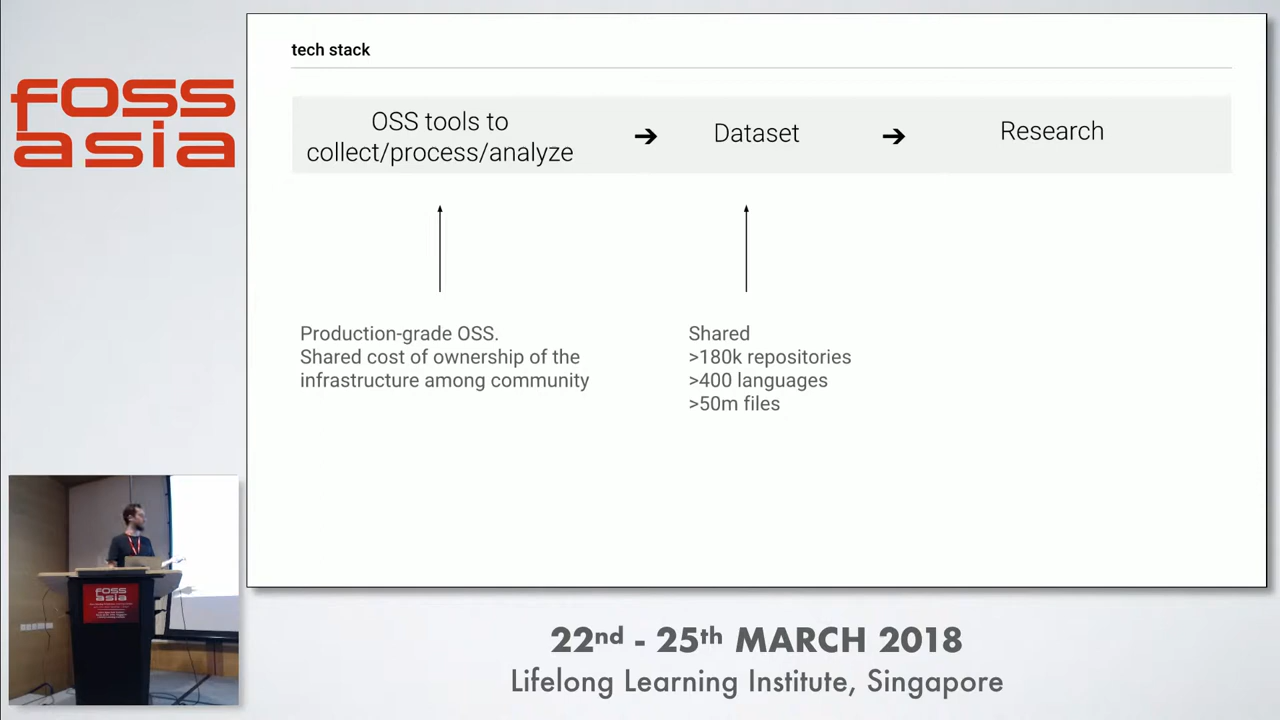 foss
asia
tech stack
OSS tools to
collect/process/analyze
➔
Dataset
➔
Research
Production-grade OSS.
Shared cost of ownership of the
infrastructure among community
Shared
>180k repositories
>400 languages
>50m files
foss
asia
22nd - 25th MARCH 2018
Lifelong Learning Institute, Singapore